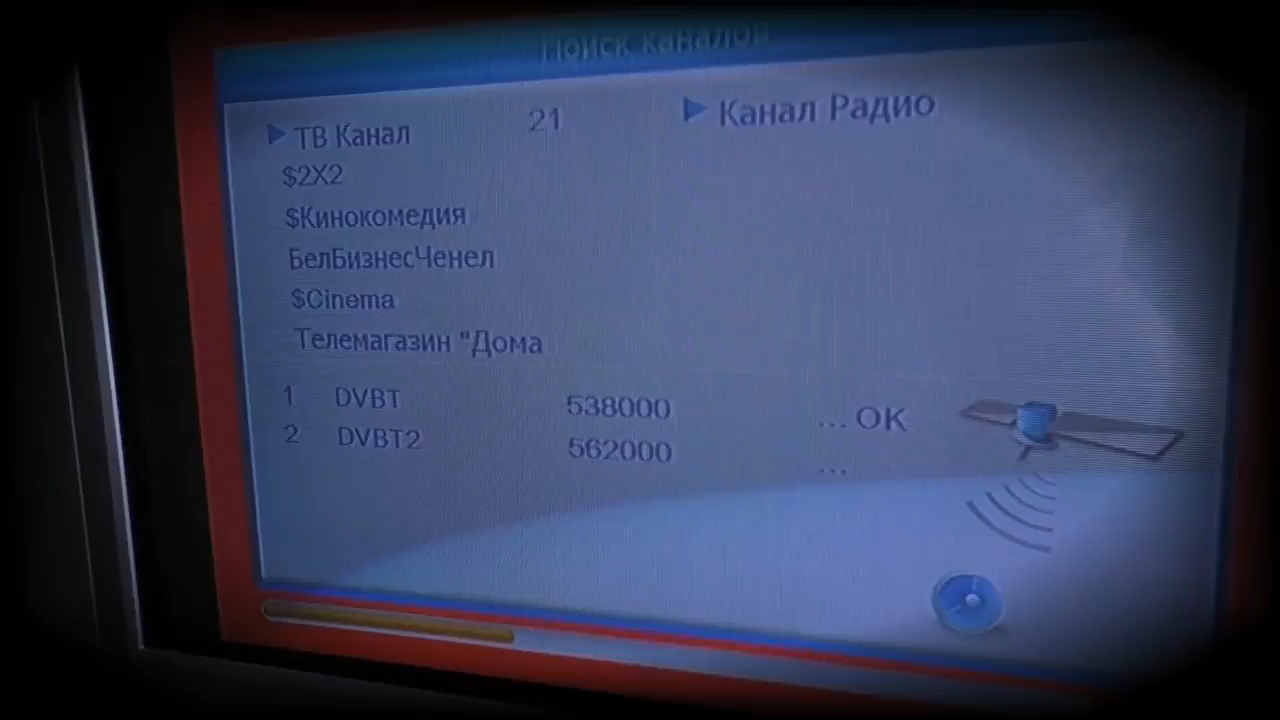 Поиск каналов
ТВ Канал 21 Канал Радио
$2X2
$Кинокомедия
БелБизнесЧенел
$Cinema
Телемагазин "Дома
1 DVBT 538000 ...OK
2 DVBT2 562000 ...